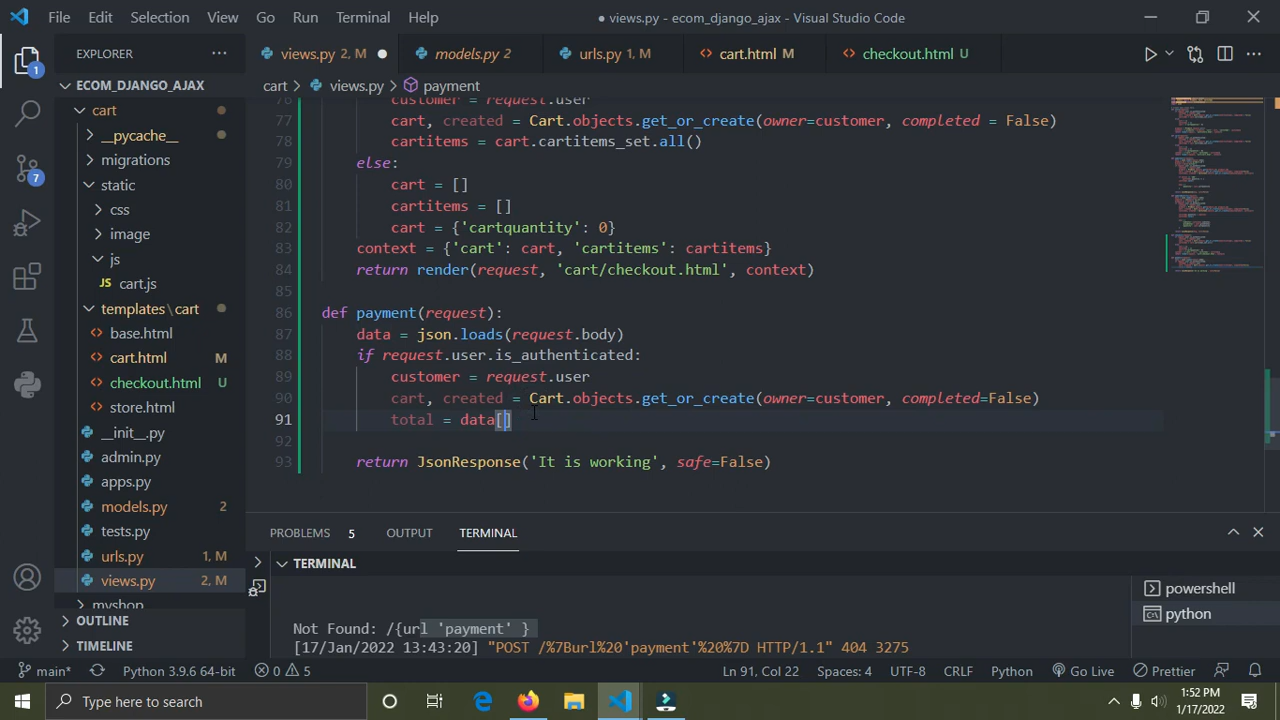 File Edit Selection View Go Run Terminal Help
● views.py - ecom_django_ajax - Visual Studio Code
EXPLORER
views.py 2, M
models.py 2
urls.py 1, M
cart.html M
checkout.html U
cart > views.py > payment
ECOM_DJANGO_AJAX
cart
__pycache__
migrations
static
css
image
js
JS cart.js
templates\cart
base.html
cart.html M
checkout.html U
store.html
__init__.py
admin.py
apps.py
models.py 2
tests.py
urls.py 1, M
views.py 2, M
myshop
OUTLINE
TIMELINE
76 customer = request.user
77 cart, created = Cart.objects.get_or_create(owner=customer, completed = False)
78 cartitems = cart.cartitems_set.all()
79 else:
80 cart = []
81 cartitems = []
82 cart = {'cartquantity': 0}
83 context = {'cart': cart, 'cartitems': cartitems}
84 return render(request, 'cart/checkout.html', context)
85
86 def payment(request):
87 data = json.loads(request.body)
88 if request.user.is_authenticated:
89 customer = request.user
90 cart, created = Cart.objects.get_or_create(owner=customer, completed=False)
91 total = data[]
92
93 return JsonResponse('It is working', safe=False)
PROBLEMS 5 OUTPUT TERMINAL
TERMINAL
Not Found: /{url 'payment' }
[17/Jan/2022 13:43:20] "POST /%7Burl%20'payment'%20%7D HTTP/1.1" 404 3275
powershell
python
1
7
main* Python 3.9.6 64-bit 0 5 Ln 91, Col 22 Spaces: 4 UTF-8 CRLF Python Go Live Prettier
Type here to search
1:52 PM
1/17/2022